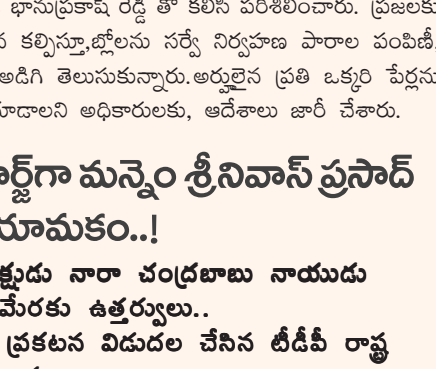 భానుప్రకాష్ రెడ్డి తో కలిసి పరిశీలించారు. ప్రజలకు
కల్పిస్తూ,బ్లోలను సర్వే నిర్వహణ పారాల పంపిణీ,
అడిగి తెలుసుకున్నారు.అర్హులైన ప్రతి ఒక్కరి పేర్లను
అధికారులకు, ఆదేశాలు జారీ చేశారు.
మన్నెం శ్రీనివాస్ ప్రసాద్
యామకం..!
నారా చంద్రబాబు నాయుడు
మేరకు ఉత్తర్వులు..
ప్రకటన విడుదల చేసిన టీడీపీ రాష్ట్ర